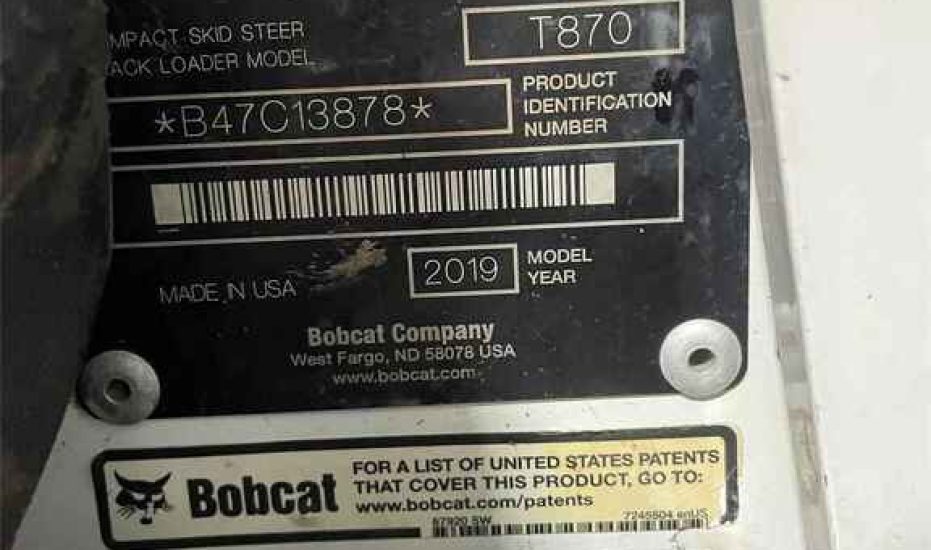 MPACT SKID STEER
ACK LOADER MODEL
T870
*B47C13878*
PRODUCT
IDENTIFICATION
NUMBER
MADE IN USA
2019
MODEL
YEAR
Bobcat Company
West Fargo, ND 58078 USA
www.bobcat.com
Bobcat
FOR A LIST OF UNITED STATES PATENTS
THAT COVER THIS PRODUCT, GO TO:
www.bobcat.com/patents
7245804 enUS